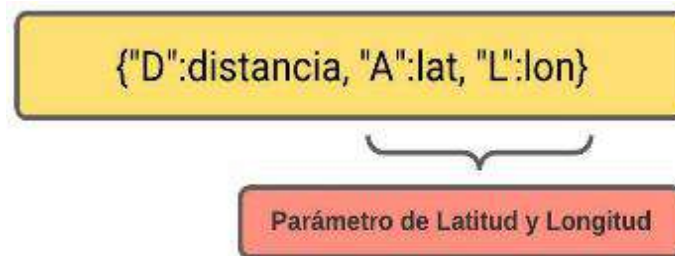 {"D":distancia, "A":lat, "L":lon}
Parámetro de Latitud y Longitud